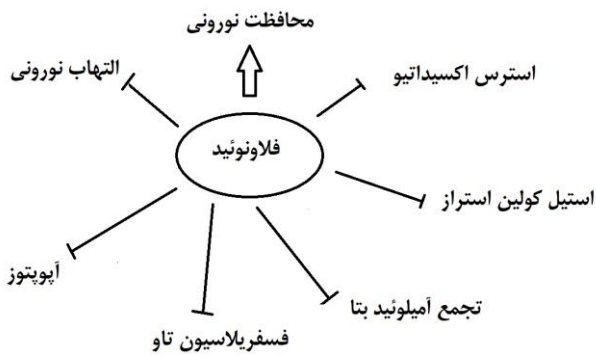 محافظت نورونی
التهاب نورونی
استرس اکسیداتیو
فلاونوئید
استیل کولین استراز
آپوپتوز
تجمع آمیلوئید بتا
فسفریلاسیون تاو